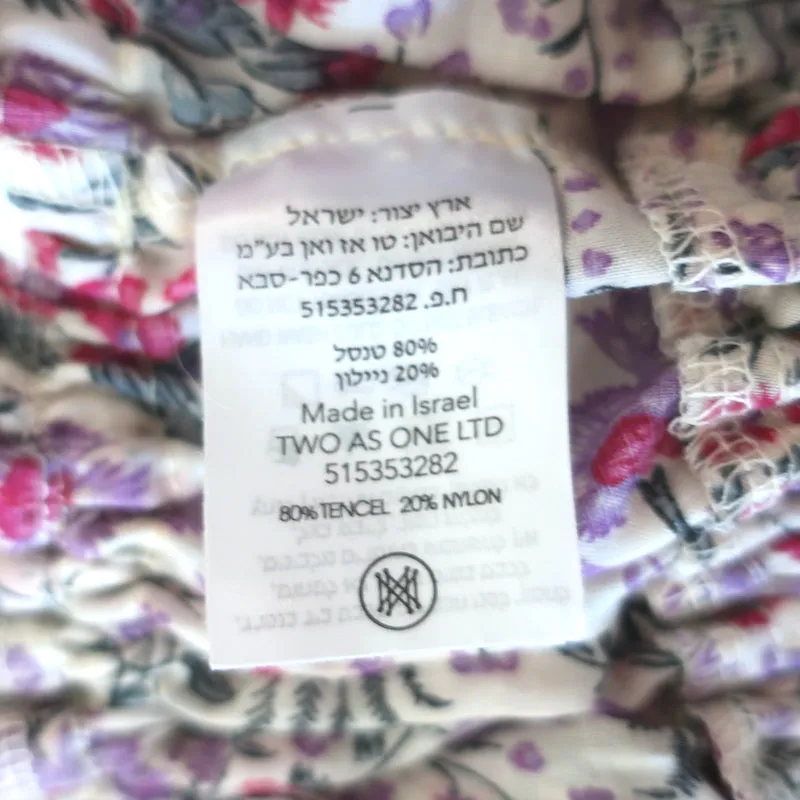 ארץ יצור: ישראל
שם היבואן: טו אז ואן בע"מ
כתובת: הסדנא 6 כפר-סבא
ח.פ. 515353282
80% טנסל
20% ניילון
Made in Israel
TWO AS ONE LTD
515353282
80% TENCEL 20% NYLON